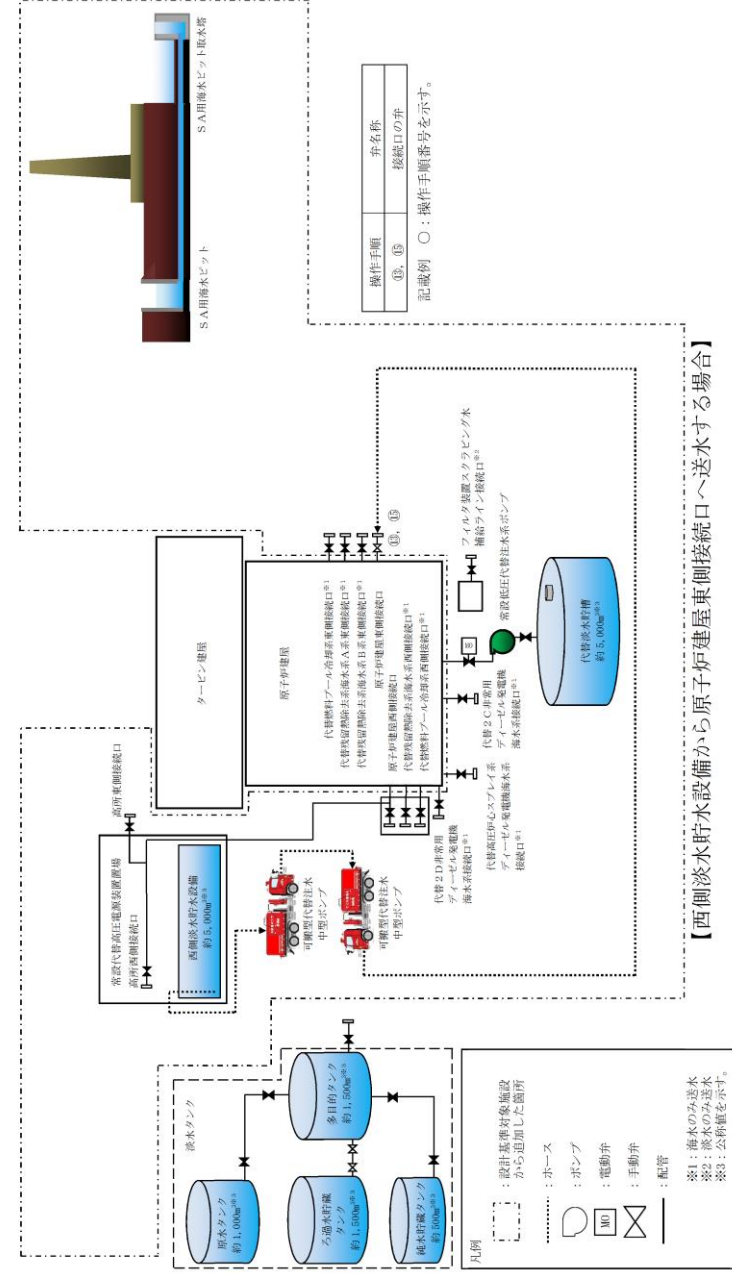 ＳＡ用海水ピット取水塔
ＳＡ用海水ピット
操作手順
弁名称
⑬，⑮
接続口の弁
記載例　○：操作手順番号を示す。
タービン建屋
原子炉建屋
代替燃料プール冷却系東側接続口※1
代替残留熱除去系海水系Ａ系東側接続口※1
代替残留熱除去系海水系Ｂ系東側接続口※1
原子炉建屋東側接続口
⑬，⑮
原子炉建屋西側接続口
代替残留熱除去系海水系西側接続口※1
代替燃料プール冷却系西側接続口※1
高所東側接続口
常設代替高圧電源装置置場
高所西側接続口
西側淡水貯水設備
約5,000m³※3
可搬型代替注水
中型ポンプ
可搬型代替注水
中型ポンプ
代替２Ｄ非常用
ディーゼル発電機
海水系接続口※1
代替高圧炉心スプレイ系
ディーゼル発電機海水系
接続口※1
代替２Ｃ非常用
ディーゼル発電機
海水系接続口※1
MO
常設低圧代替注水系ポンプ
フィルタ装置スクラビング水
補給ライン接続口※2
代替淡水貯槽
約5,000m³※3
淡水タンク
原水タンク
約1,000m³※3
多目的タンク
約1,500m³※3
ろ過水貯蔵
タンク
約1,500m³※3
純水貯蔵タンク
約500m³※3
凡例
：設計基準対象施設
から追加した箇所
：ホース
：ポンプ
MO
：電動弁
：手動弁
：配管
※1：海水のみ送水
※2：淡水のみ送水
※3：公称値を示す。
【西側淡水貯水設備から原子炉建屋東側接続口へ送水する場合】